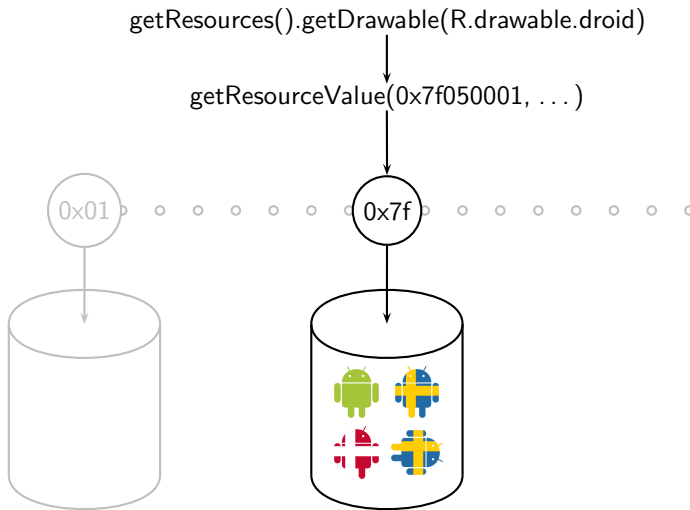 getResources().getDrawable(R.drawable.droid)
getResourceValue(0x7f050001, ...)
0x01
0x7f